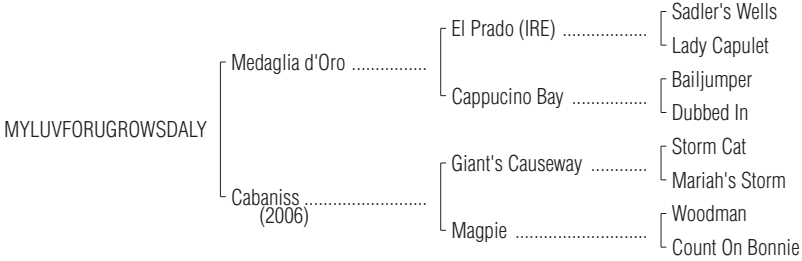 Sadler's Wells
El Prado (IRE) .................
Lady Capulet
Medaglia d'Oro ................
Bailjumper
Cappucino Bay ................
Dubbed In
MYLUVFORUGROWSDALY
Storm Cat
Giant's Causeway ............
Mariah's Storm
Cabaniss ..........................
(2006)
Woodman
Magpie ............................
Count On Bonnie